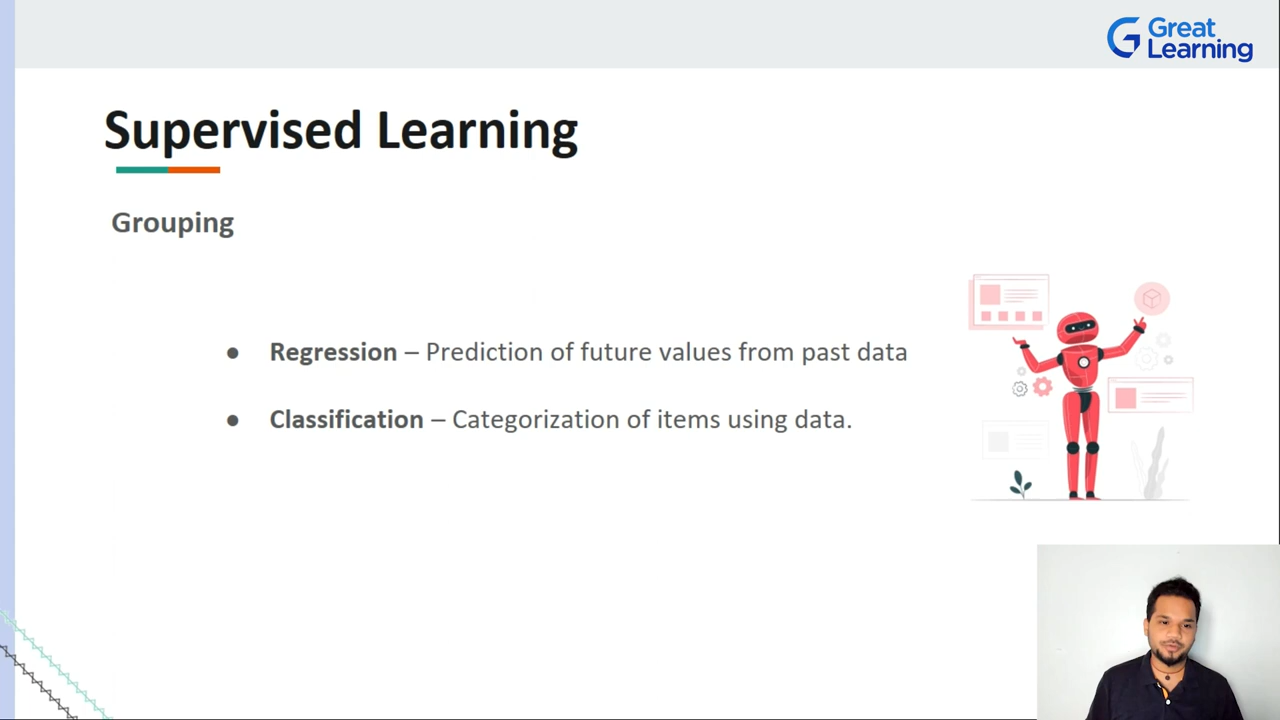 Great
Learning
Supervised Learning
Grouping
● Regression – Prediction of future values from past data
● Classification – Categorization of items using data.